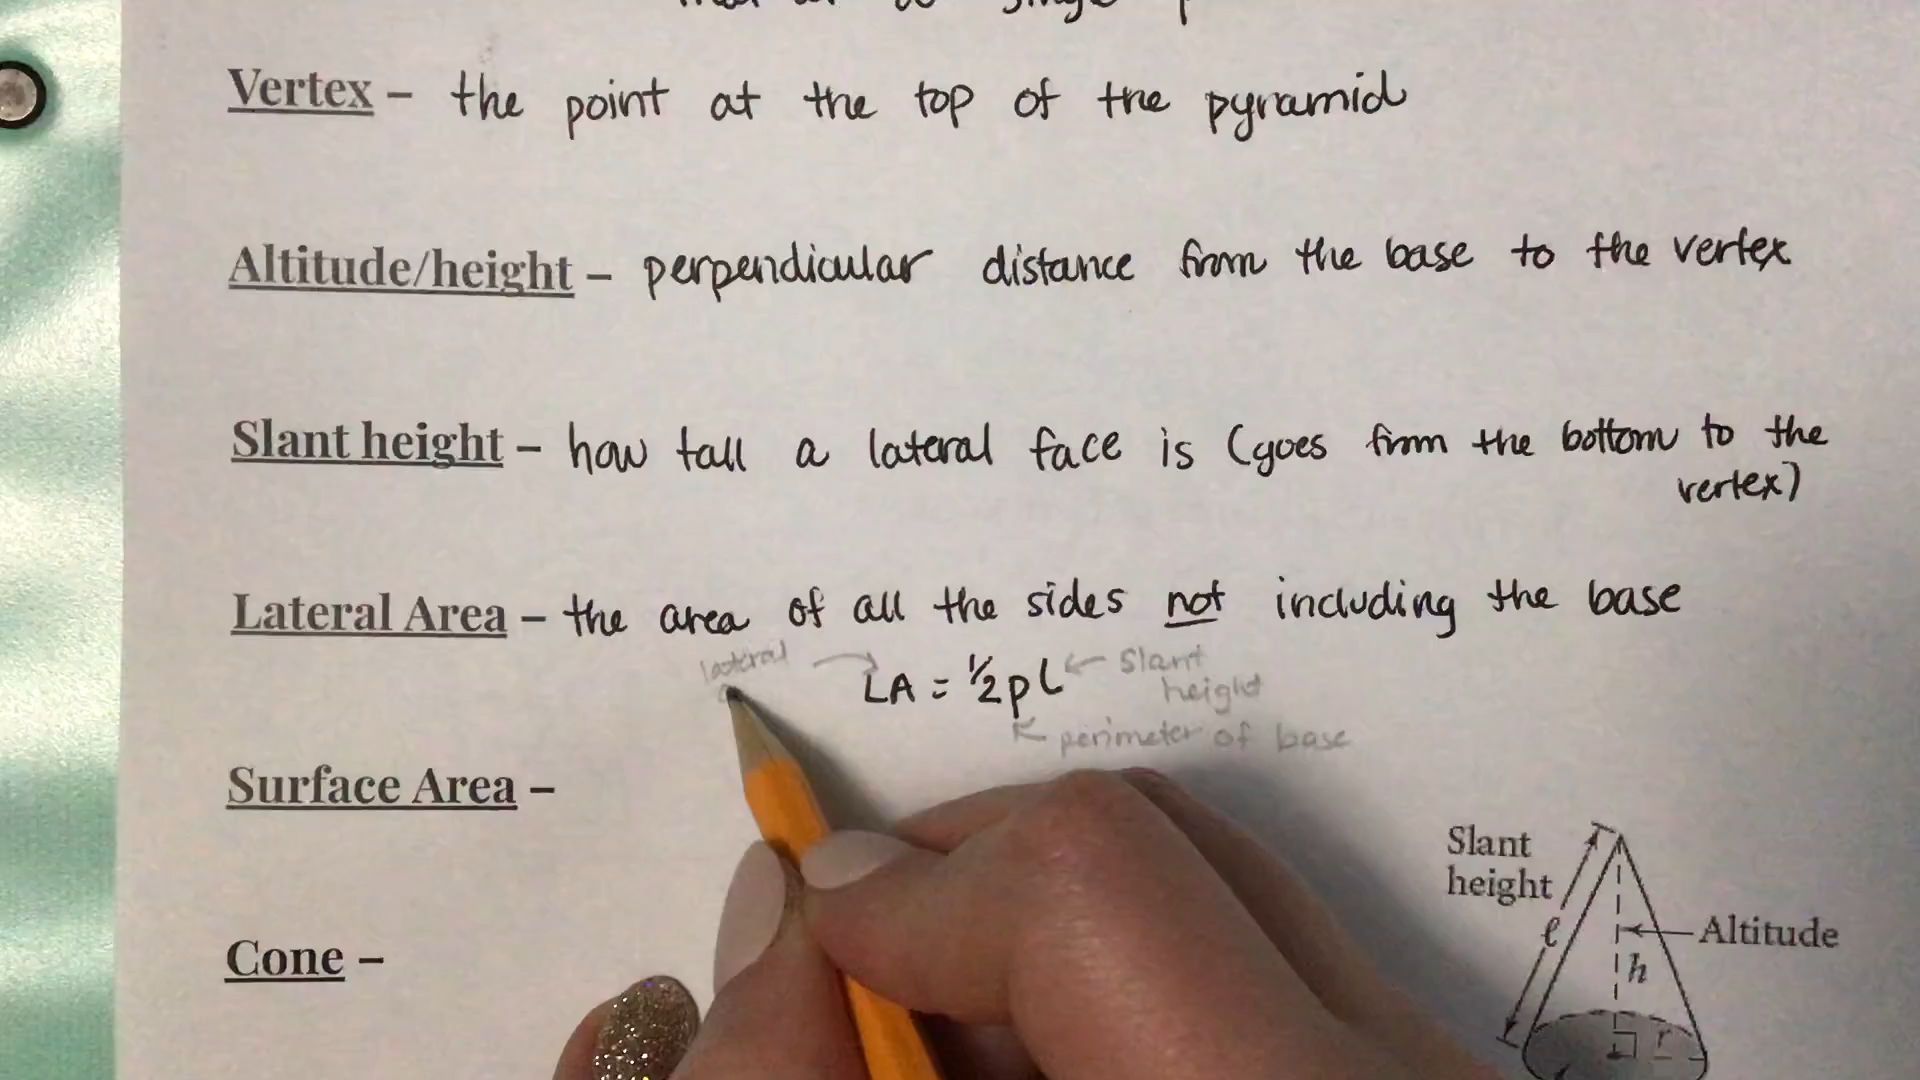 single
Vertex – the point at the top of the pyramid
Altitude/height – perpendicular distance from the base to the vertex
Slant height – how tall a lateral face is (goes from the bottom to the
vertex)
Lateral Area – the area of all the sides not including the base
lateral
LA = ½pl
Slant
height
perimeter of base
Surface Area –
Slant
height
Altitude
ℓ
h
r
Cone –